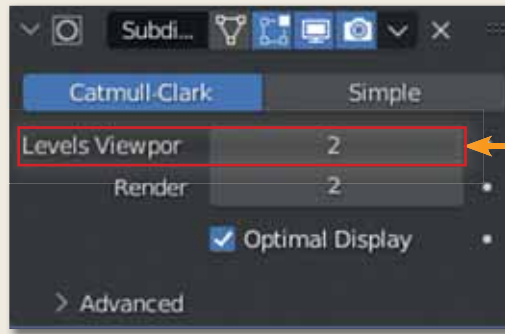 Subdi...
Catmull-Clark Simple
Levels Viewpor 2
Render 2
Optimal Display
Advanced